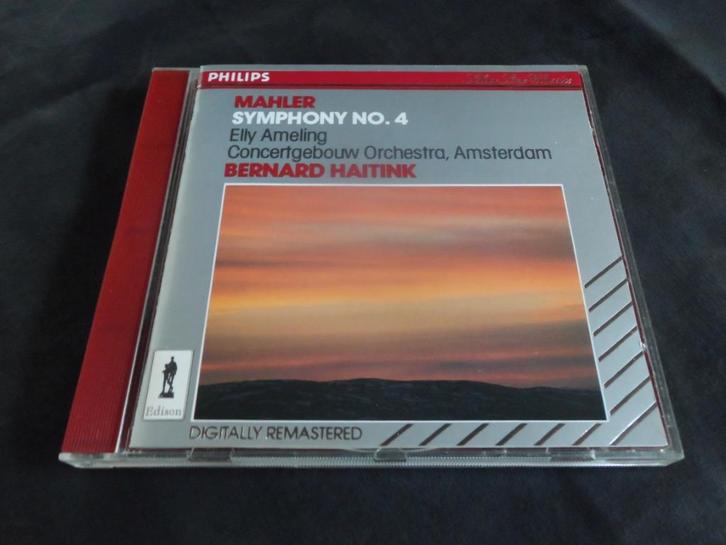 PHILIPS
MAHLER
SYMPHONY NO. 4
Elly Ameling
Concertgebouw Orchestra, Amsterdam
BERNARD HAITINK
Edison
DIGITALLY REMASTERED